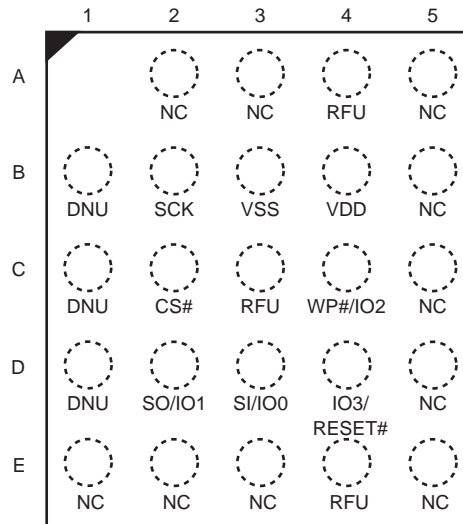 1 2 3 4 5
A
NC NC RFU NC
B
DNU SCK VSS VDD NC
C
DNU CS# RFU WP#/IO2 NC
D
DNU SO/IO1 SI/IO0 IO3/ NC
RESET#
E
NC NC NC RFU NC